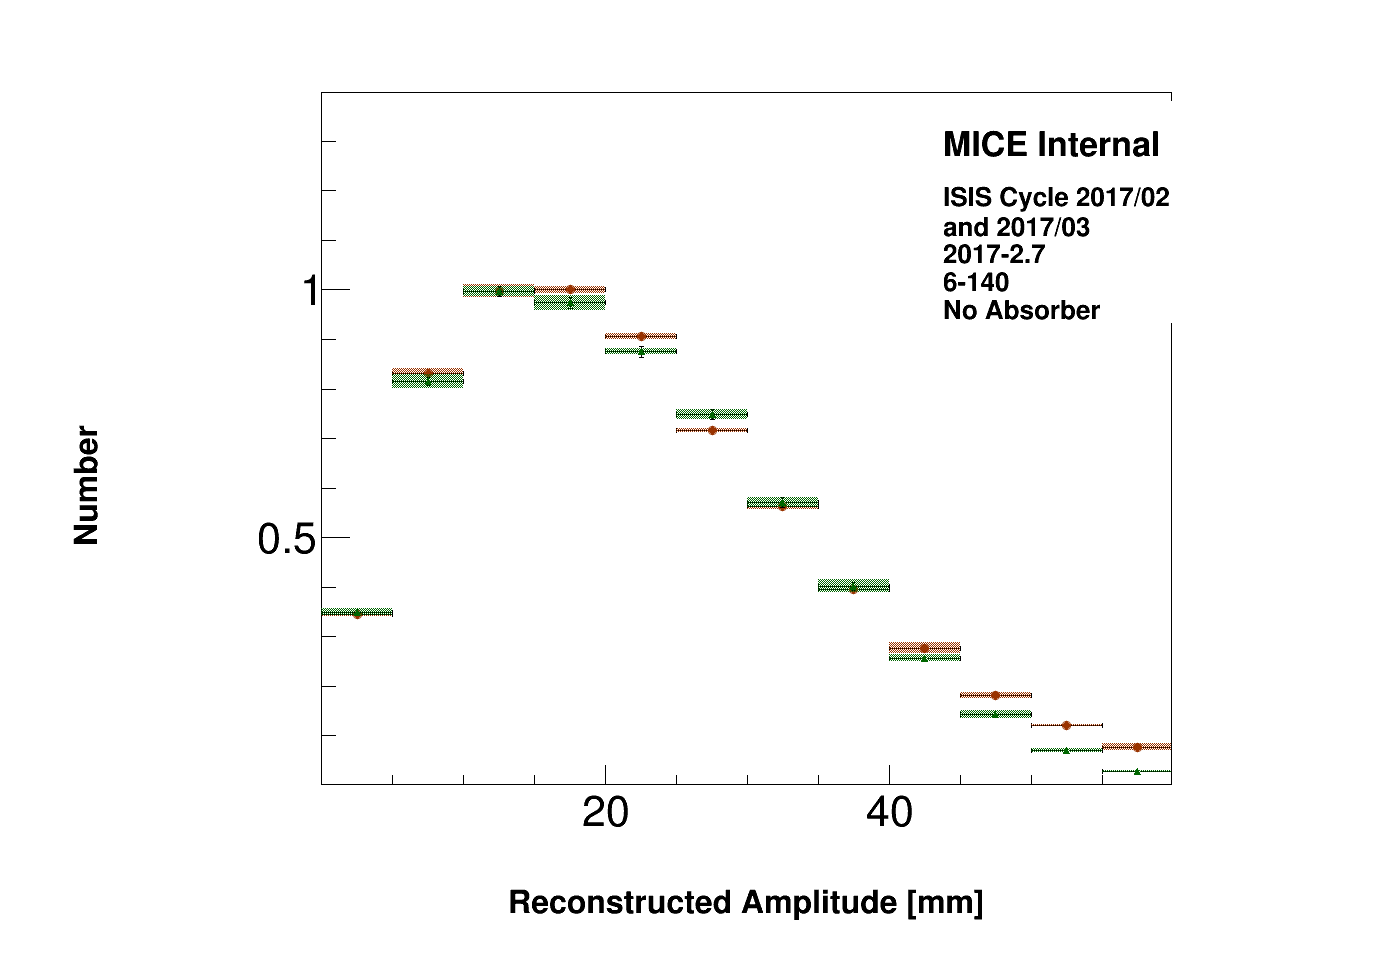 MICE Internal
ISIS Cycle 2017/02
and 2017/03
2017-2.7
6-140
No Absorber
1
0.5
Number
20
40
Reconstructed Amplitude [mm]